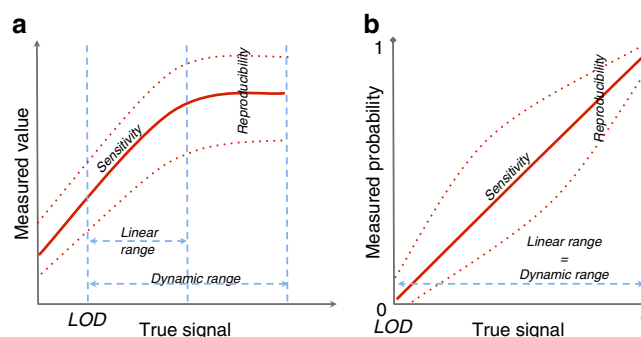 a
Measured value
Sensitivity
Reproducibility
Linear
range
Dynamic range
LOD
True signal
b
Measured probability
1
0
Sensitivity
Reproducibility
Linear range
=
Dynamic range
LOD
True signal